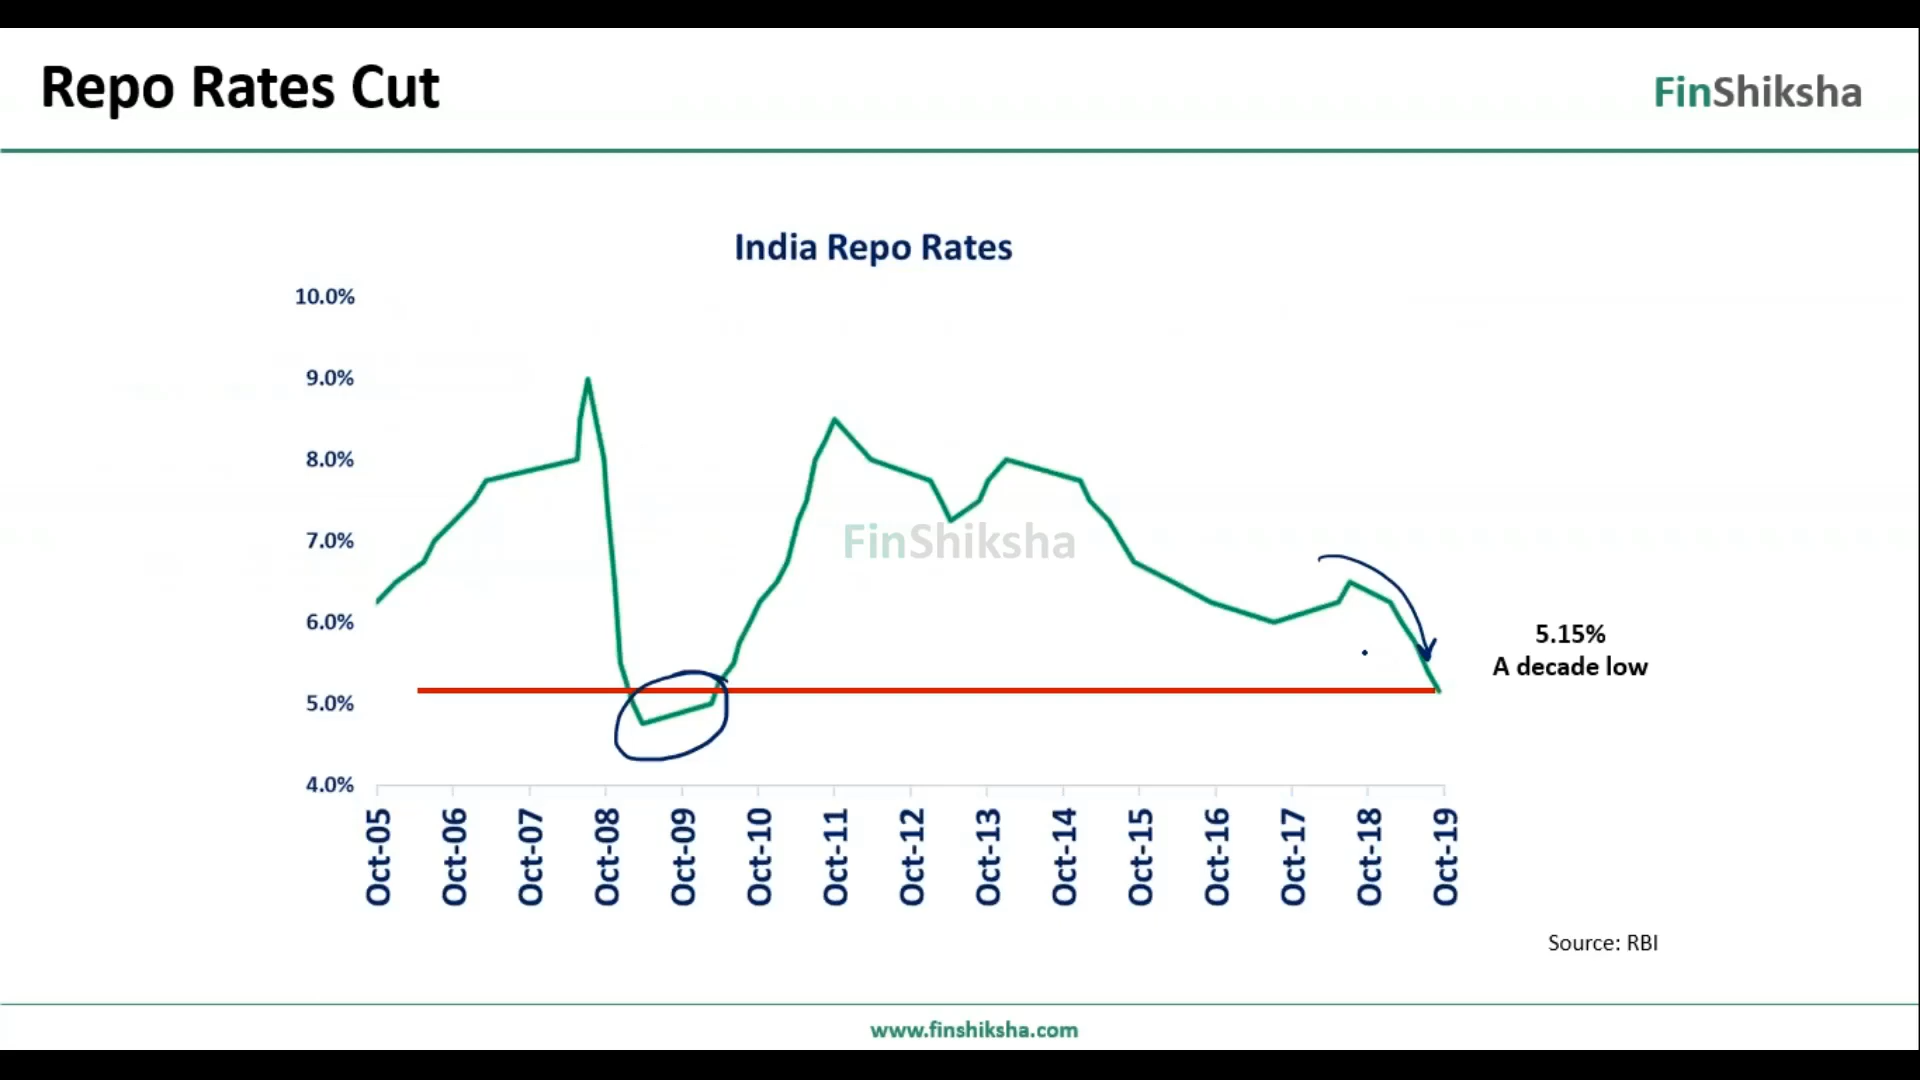 Repo Rates Cut
FinShiksha
India Repo Rates
10.0%
9.0%
8.0%
7.0%
6.0%
5.0%
4.0%
FinShiksha
5.15%
A decade low
Oct-05
Oct-06
Oct-07
Oct-08
Oct-09
Oct-10
Oct-11
Oct-12
Oct-13
Oct-14
Oct-15
Oct-16
Oct-17
Oct-18
Oct-19
Source: RBI
www.finshiksha.com